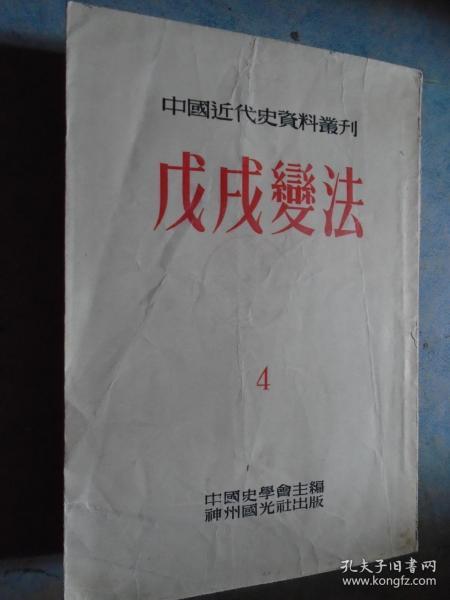 中國近代史資料叢刊
戊戌變法
4
中國史學會主編
神州國光社出版
孔夫子旧书网
www.kongfz.com